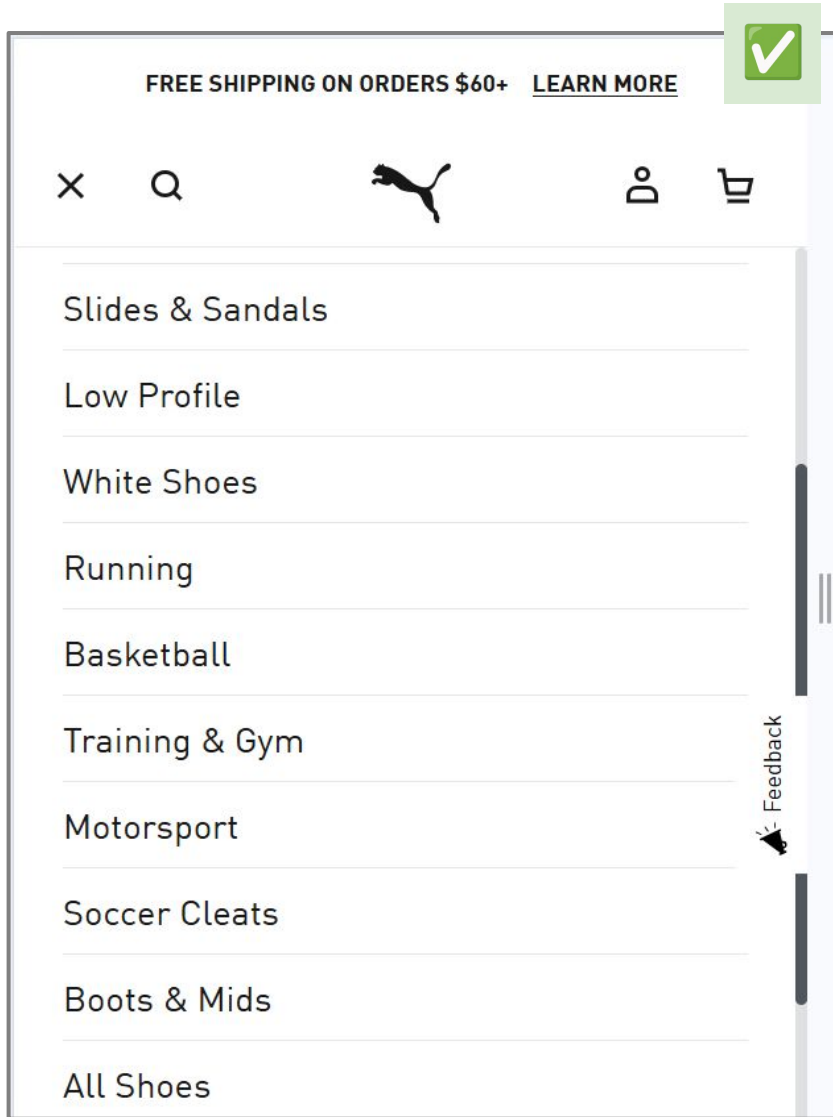 FREE SHIPPING ON ORDERS $60+ LEARN MORE
Slides & Sandals
Low Profile
White Shoes
Running
Basketball
Training & Gym
Feedback
Motorsport
Soccer Cleats
Boots & Mids
All Shoes